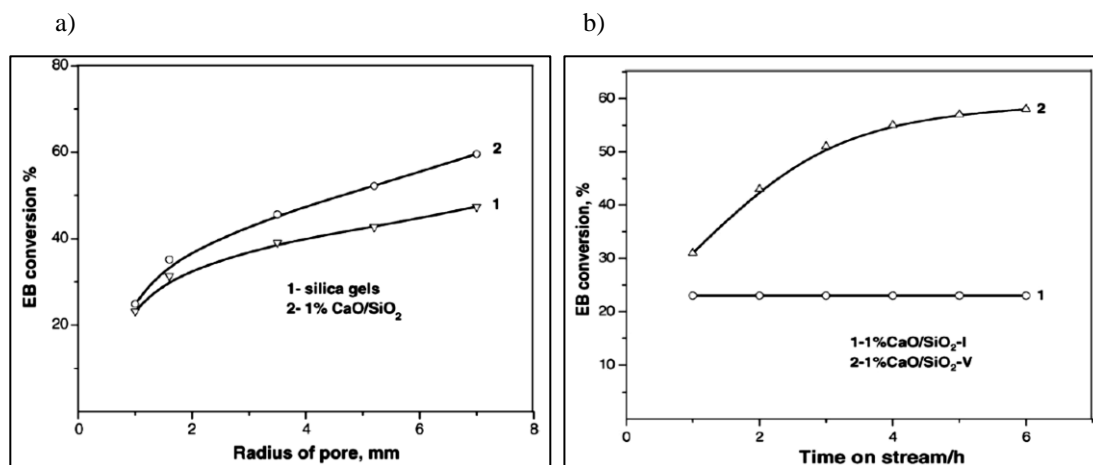 a)
b)
80
60
40
20
0
2
4
6
8
EB conversion %
Radius of pore, mm
2
1
1- silica gels
2- 1% CaO/SiO₂
60
50
40
30
20
10
0
2
4
6
EB conversion, %
Time on stream/h
2
1
1-1%CaO/SiO₂-I
2-1%CaO/SiO₂-V